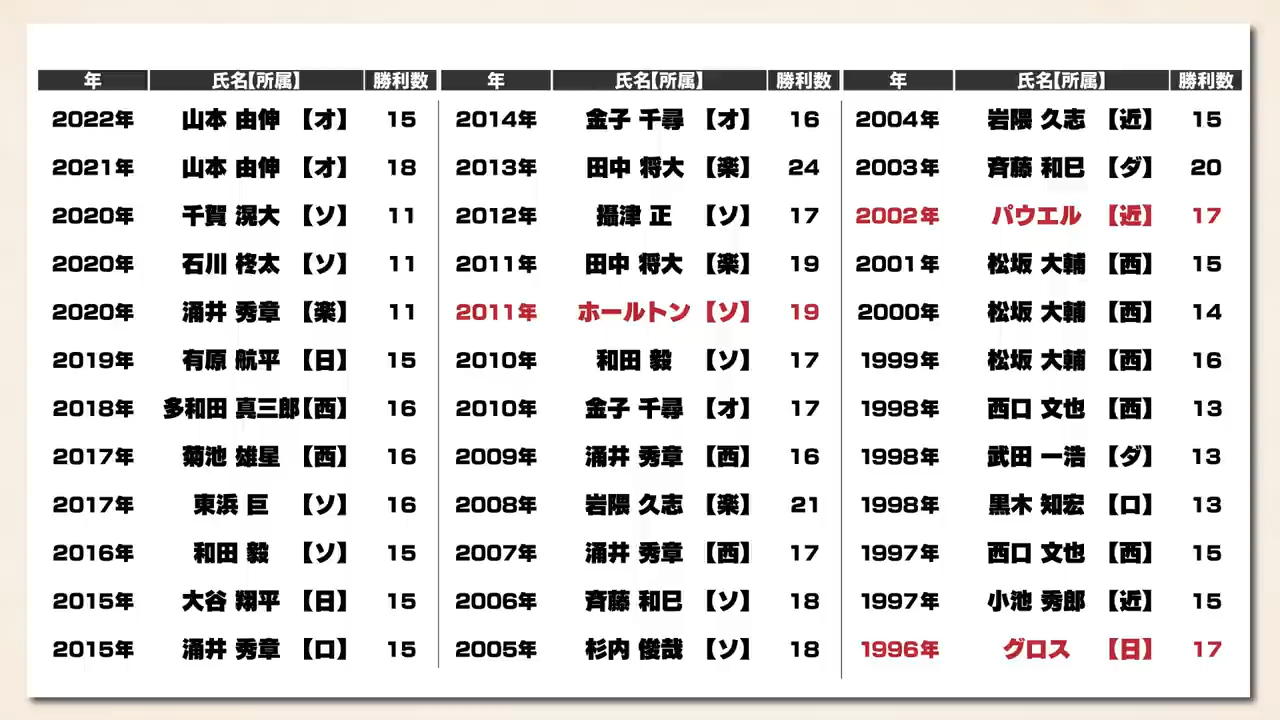 年 氏名【所属】 勝利数
2022年 山本 由伸 【オ】 15
2021年 山本 由伸 【オ】 18
2020年 千賀 滉大 【ソ】 11
2020年 石川 柊太 【ソ】 11
2020年 涌井 秀章 【楽】 11
2019年 有原 航平 【日】 15
2018年 多和田 真三郎【西】 16
2017年 菊池 雄星 【西】 16
2017年 東浜 巨 【ソ】 16
2016年 和田 毅 【ソ】 15
2015年 大谷 翔平 【日】 15
2015年 涌井 秀章 【ロ】 15
年 氏名【所属】 勝利数
2014年 金子 千尋 【オ】 16
2013年 田中 将大 【楽】 24
2012年 攝津 正 【ソ】 17
2011年 田中 将大 【楽】 19
2011年 ホールトン【ソ】 19
2010年 和田 毅 【ソ】 17
2010年 金子 千尋 【オ】 17
2009年 涌井 秀章 【西】 16
2008年 岩隈 久志 【楽】 21
2007年 涌井 秀章 【西】 17
2006年 斉藤 和巳 【ソ】 18
2005年 杉内 俊哉 【ソ】 18
年 氏名【所属】 勝利数
2004年 岩隈 久志 【近】 15
2003年 斉藤 和巳 【ダ】 20
2002年 パウエル 【近】 17
2001年 松坂 大輔 【西】 15
2000年 松坂 大輔 【西】 14
1999年 松坂 大輔 【西】 16
1998年 西口 文也 【西】 13
1998年 武田 一浩 【ダ】 13
1998年 黒木 知宏 【ロ】 13
1997年 西口 文也 【西】 15
1997年 小池 秀郎 【近】 15
1996年 グロス 【日】 17